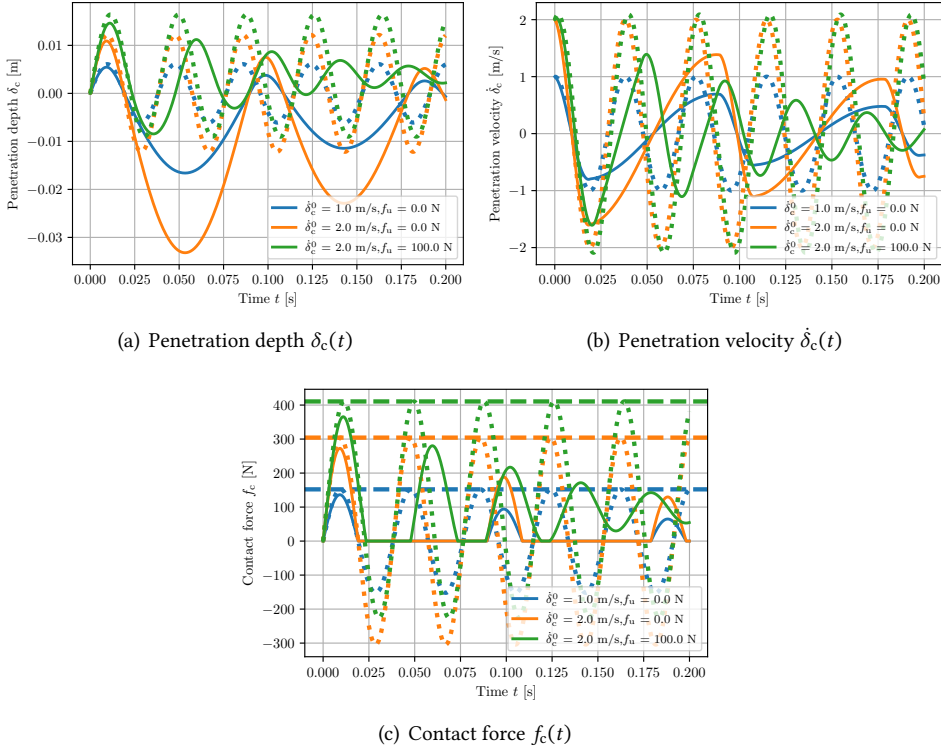 0.01
0.00
−0.01
−0.02
−0.03
Penetration depth δc [m]
δ̇c⁰ = 1.0 m/s,fu = 0.0 N
δ̇c⁰ = 2.0 m/s,fu = 0.0 N
δ̇c⁰ = 2.0 m/s,fu = 100.0 N
0.000 0.025 0.050 0.075 0.100 0.125 0.150 0.175 0.200
Time t [s]
(a) Penetration depth δc(t)
2
1
0
−1
−2
Penetration velocity δ̇c [m/s]
δ̇c⁰ = 1.0 m/s,fu = 0.0 N
δ̇c⁰ = 2.0 m/s,fu = 0.0 N
δ̇c⁰ = 2.0 m/s,fu = 100.0 N
0.000 0.025 0.050 0.075 0.100 0.125 0.150 0.175 0.200
Time t [s]
(b) Penetration velocity δ̇c(t)
400
300
200
100
0
−100
−200
−300
Contact force fc [N]
δ̇c⁰ = 1.0 m/s,fu = 0.0 N
δ̇c⁰ = 2.0 m/s,fu = 0.0 N
δ̇c⁰ = 2.0 m/s,fu = 100.0 N
0.000 0.025 0.050 0.075 0.100 0.125 0.150 0.175 0.200
Time t [s]
(c) Contact force fc(t)